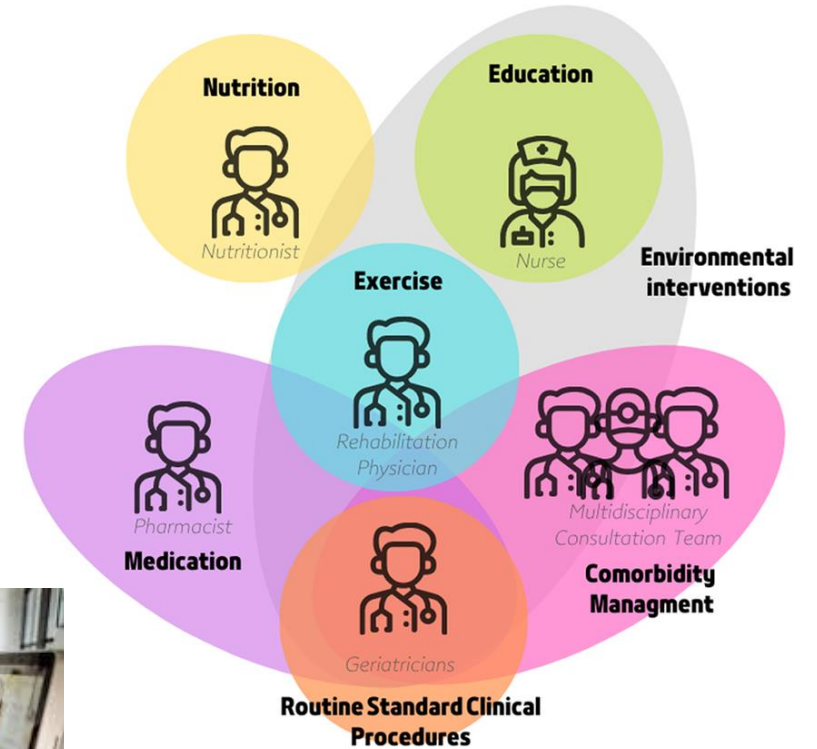 Nutrition
Nutritionist
Education
Nurse
Environmental
interventions
Exercise
Rehabilitation
Physician
Pharmacist
Medication
Multidisciplinary
Consultation Team
Comorbidity
Managment
Geriatricians
Routine Standard Clinical
Procedures